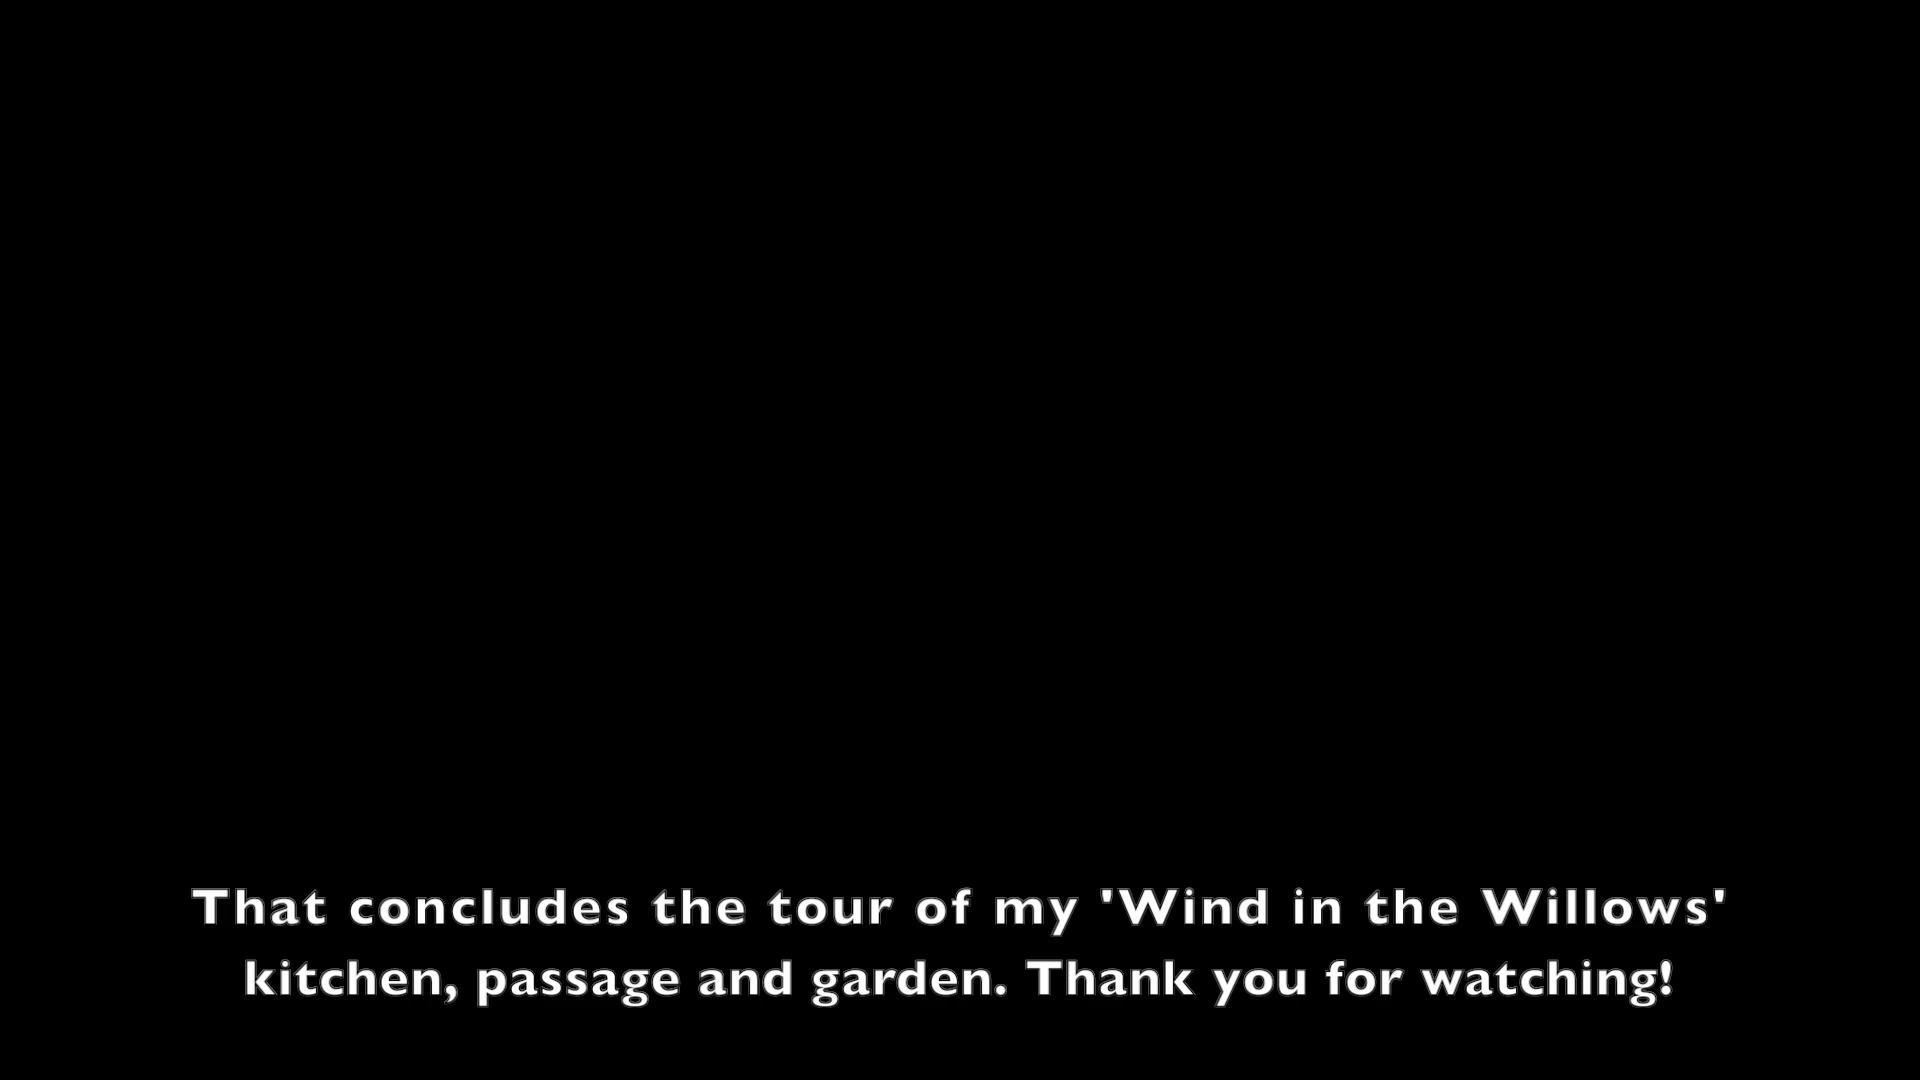 That concludes the tour of my 'Wind in the Willows'
kitchen, passage and garden. Thank you for watching!